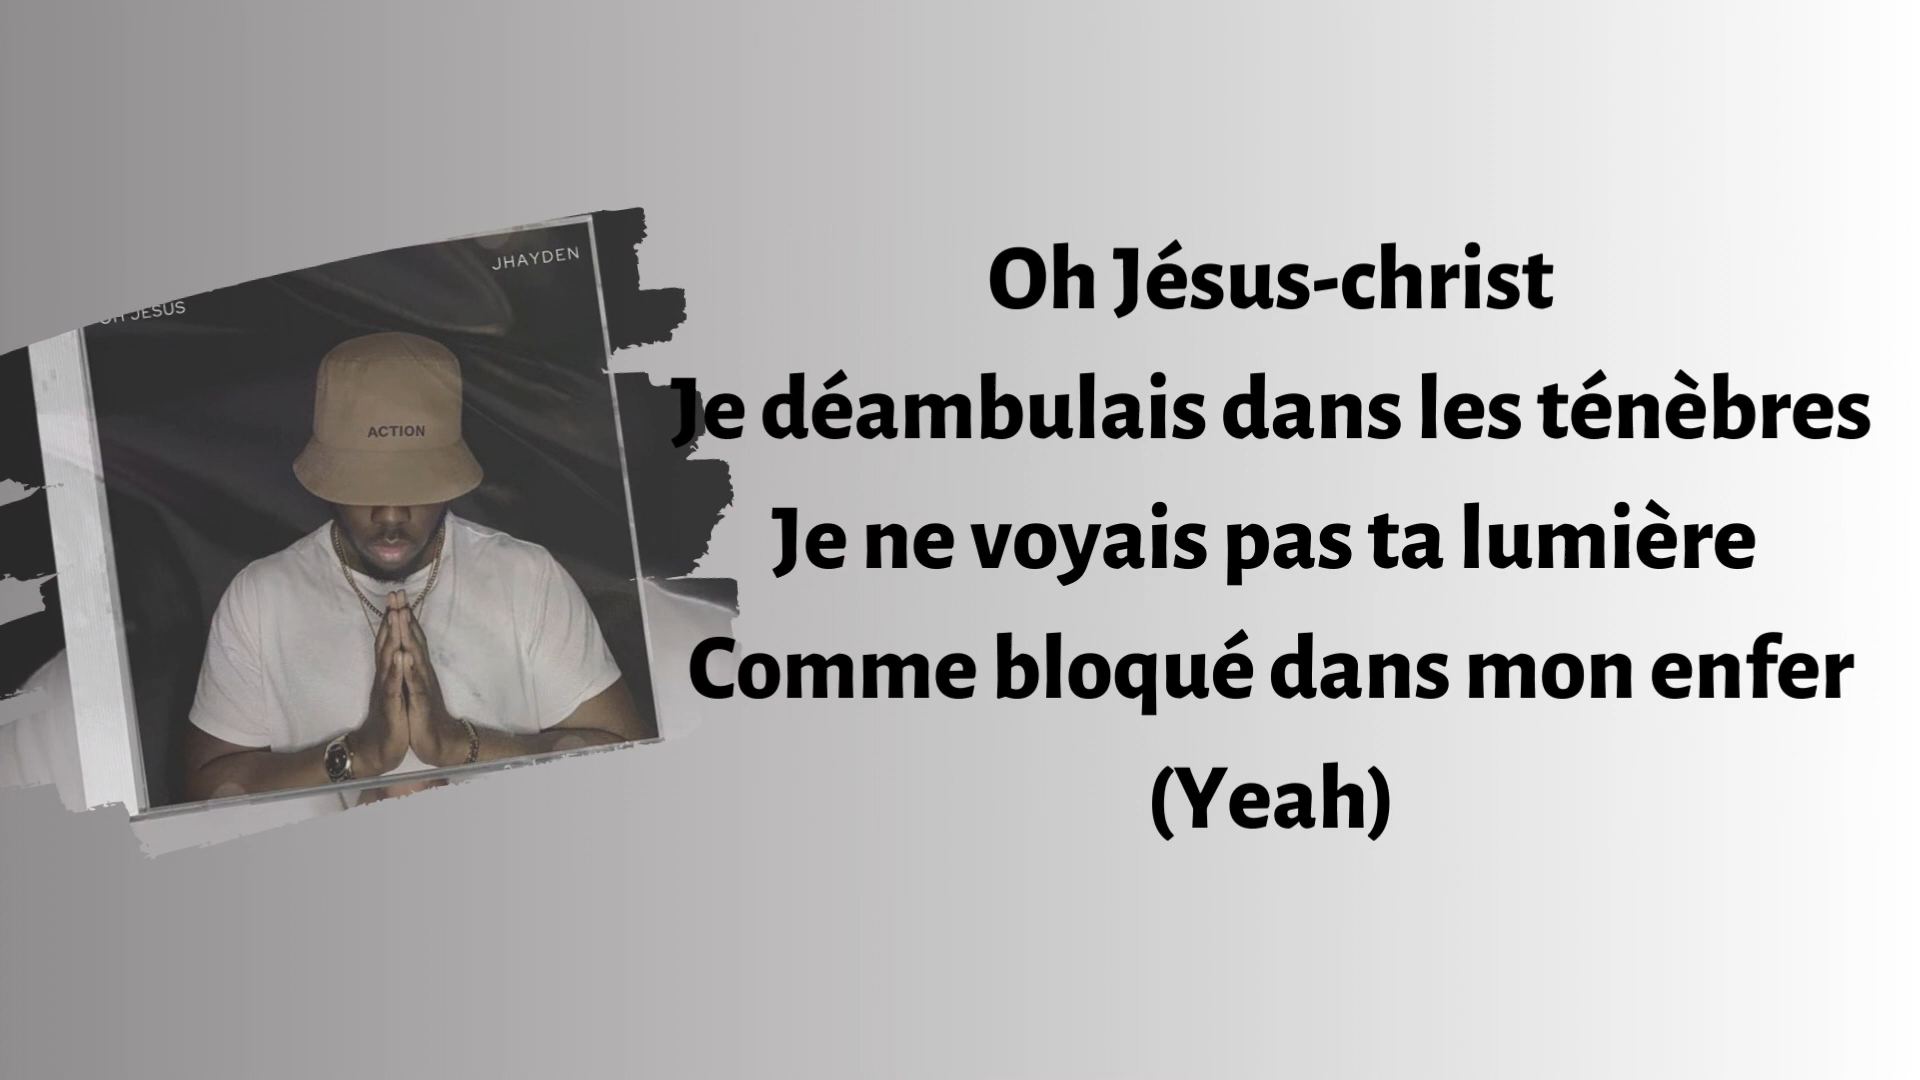 JHAYDEN
OH JESUS
ACTION
Oh Jésus-christ
Je déambulais dans les ténèbres
Je ne voyais pas ta lumière
Comme bloqué dans mon enfer
(Yeah)